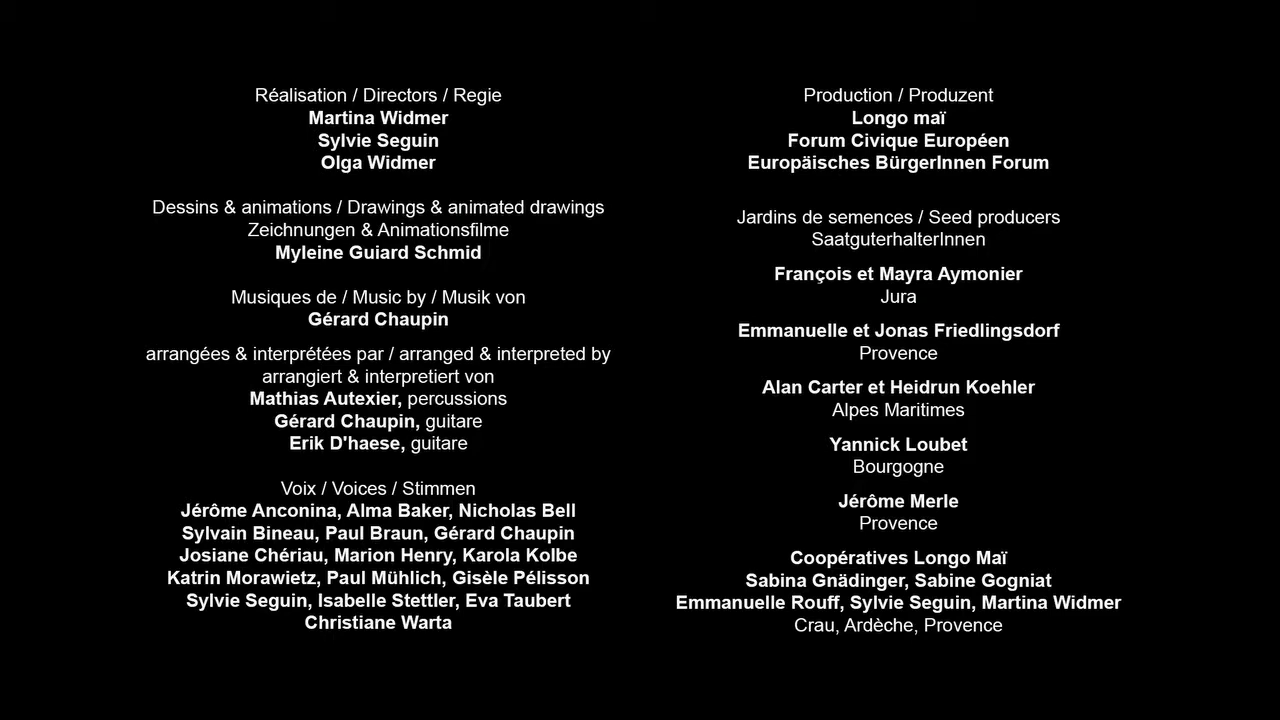 Réalisation / Directors / Regie
Martina Widmer
Sylvie Seguin
Olga Widmer
Dessins & animations / Drawings & animated drawings
Zeichnungen & Animationsfilme
Myleine Guiard Schmid
Musiques de / Music by / Musik von
Gérard Chaupin
arrangées & interprétées par / arranged & interpreted by
arrangiert & interpretiert von
Mathias Autexier, percussions
Gérard Chaupin, guitare
Erik D'haese, guitare
Voix / Voices / Stimmen
Jérôme Anconina, Alma Baker, Nicholas Bell
Sylvain Bineau, Paul Braun, Gérard Chaupin
Josiane Chériau, Marion Henry, Karola Kolbe
Katrin Morawietz, Paul Mühlich, Gisèle Pélisson
Sylvie Seguin, Isabelle Stettler, Eva Taubert
Christiane Warta
Production / Produzent
Longo maï
Forum Civique Européen
Europäisches BürgerInnen Forum
Jardins de semences / Seed producers
SaatguterhalterInnen
François et Mayra Aymonier
Jura
Emmanuelle et Jonas Friedlingsdorf
Provence
Alan Carter et Heidrun Koehler
Alpes Maritimes
Yannick Loubet
Bourgogne
Jérôme Merle
Provence
Coopératives Longo Maï
Sabina Gnädinger, Sabine Gogniat
Emmanuelle Rouff, Sylvie Seguin, Martina Widmer
Crau, Ardèche, Provence